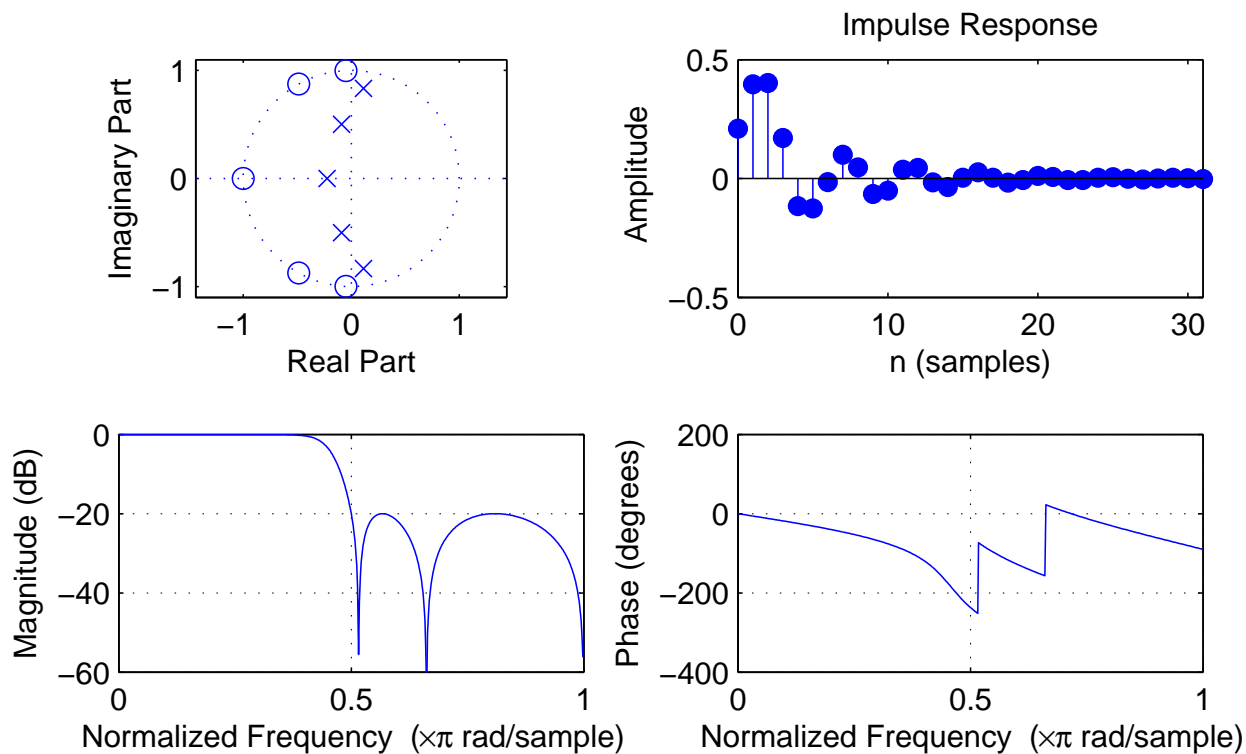 Impulse Response
1
0
−1
Imaginary Part
−1 0 1
Real Part
0.5
0
−0.5
Amplitude
0 10 20 30
n (samples)
0
−20
−40
−60
Magnitude (dB)
0 0.5 1
Normalized Frequency (×π rad/sample)
200
0
−200
−400
Phase (degrees)
0 0.5 1
Normalized Frequency (×π rad/sample)